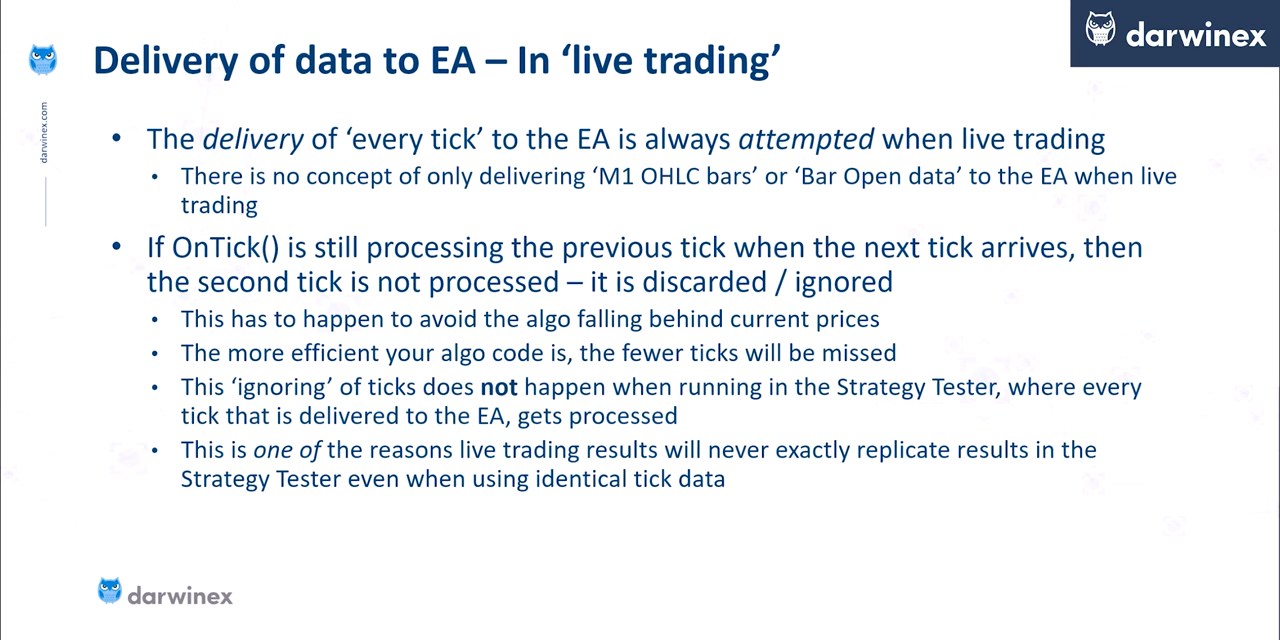 darwinex
Delivery of data to EA – In ‘live trading’
darwinex.com
• The delivery of ‘every tick’ to the EA is always attempted when live trading
• There is no concept of only delivering ‘M1 OHLC bars’ or ‘Bar Open data’ to the EA when live
trading
• If OnTick() is still processing the previous tick when the next tick arrives, then
the second tick is not processed – it is discarded / ignored
• This has to happen to avoid the algo falling behind current prices
• The more efficient your algo code is, the fewer ticks will be missed
• This ‘ignoring’ of ticks does not happen when running in the Strategy Tester, where every
tick that is delivered to the EA, gets processed
• This is one of the reasons live trading results will never exactly replicate results in the
Strategy Tester even when using identical tick data
darwinex